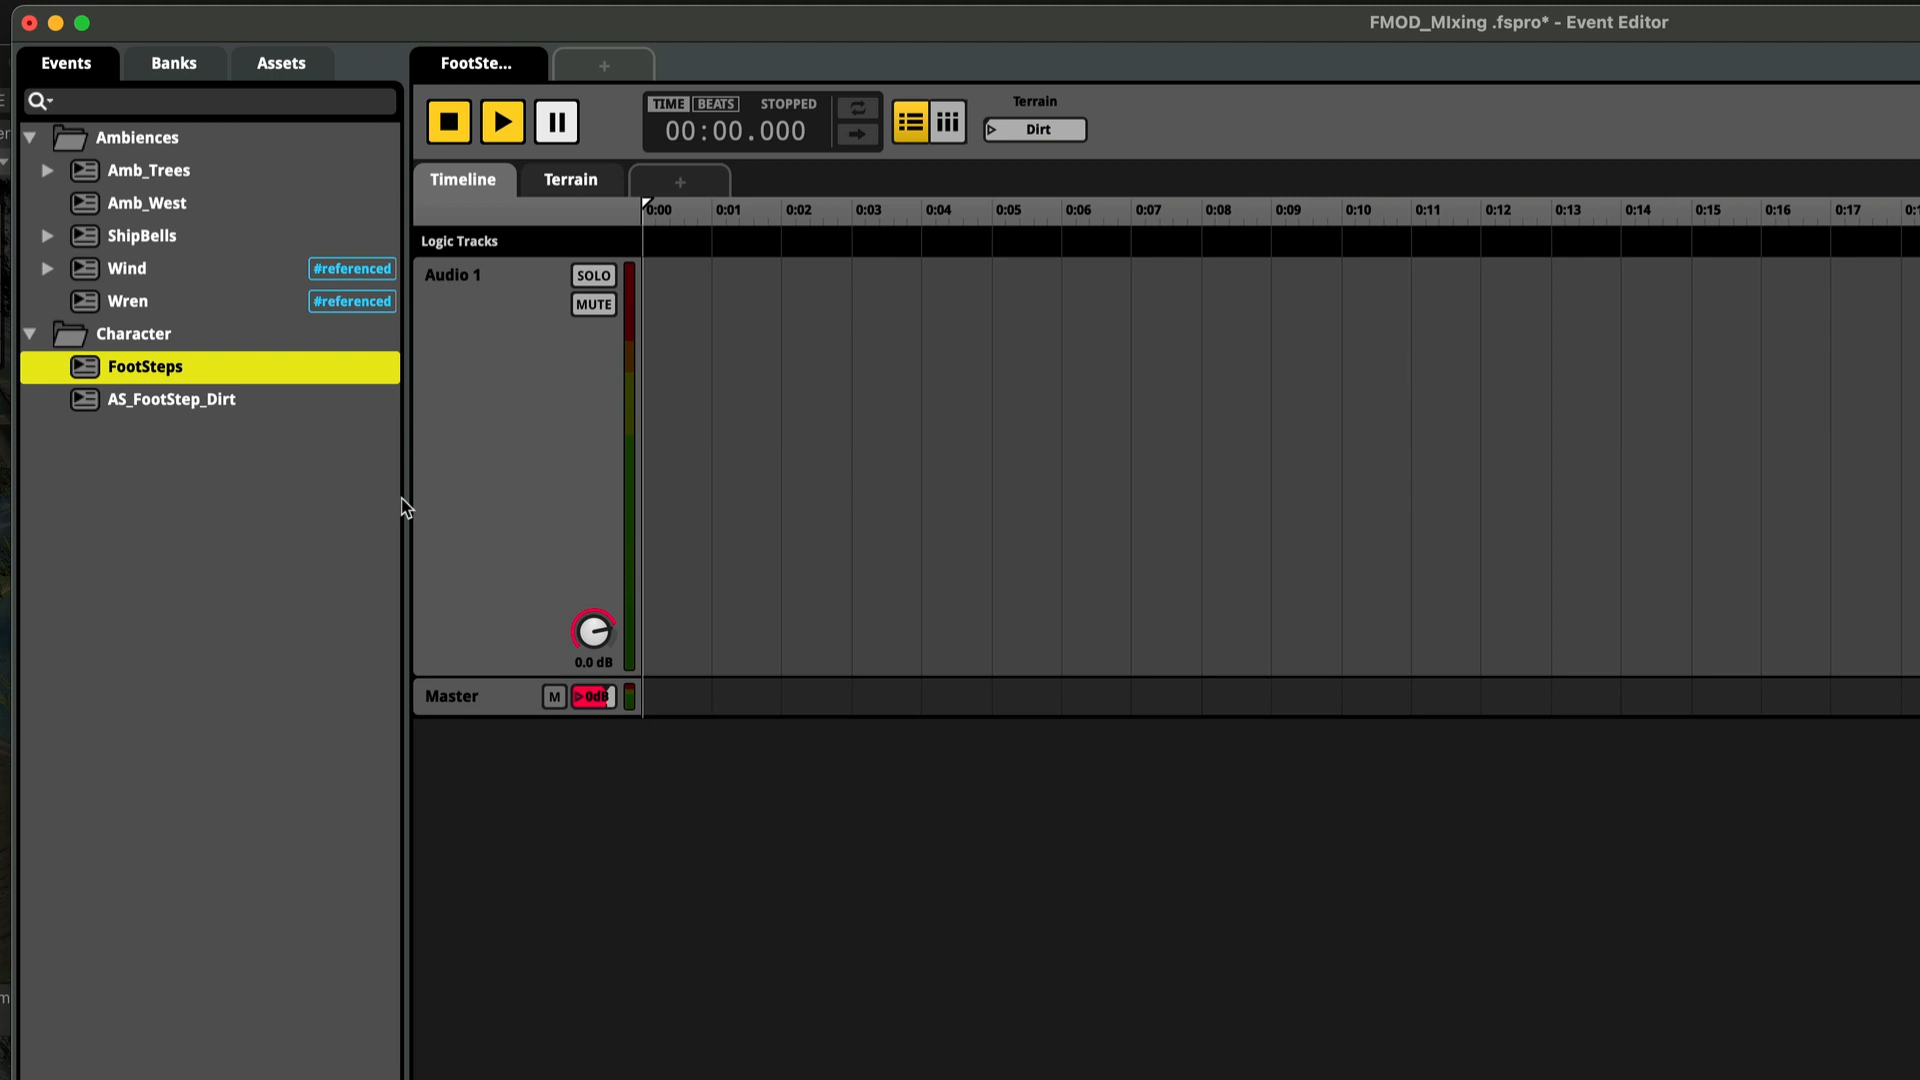 FMOD_MIxing .fspro* - Event Editor
Events
Banks
Assets
FootSte...
+
TIME BEATS STOPPED
00:00.000
Terrain
Dirt
Ambiences
Amb_Trees
Amb_West
ShipBells
Wind #referenced
Wren #referenced
Character
FootSteps
AS_FootStep_Dirt
Timeline
Terrain
+
0:00 0:01 0:02 0:03 0:04 0:05 0:06 0:07 0:08 0:09 0:10 0:11 0:12 0:13 0:14 0:15 0:16 0:17
Logic Tracks
Audio 1
SOLO
MUTE
0.0 dB
Master M 0dB